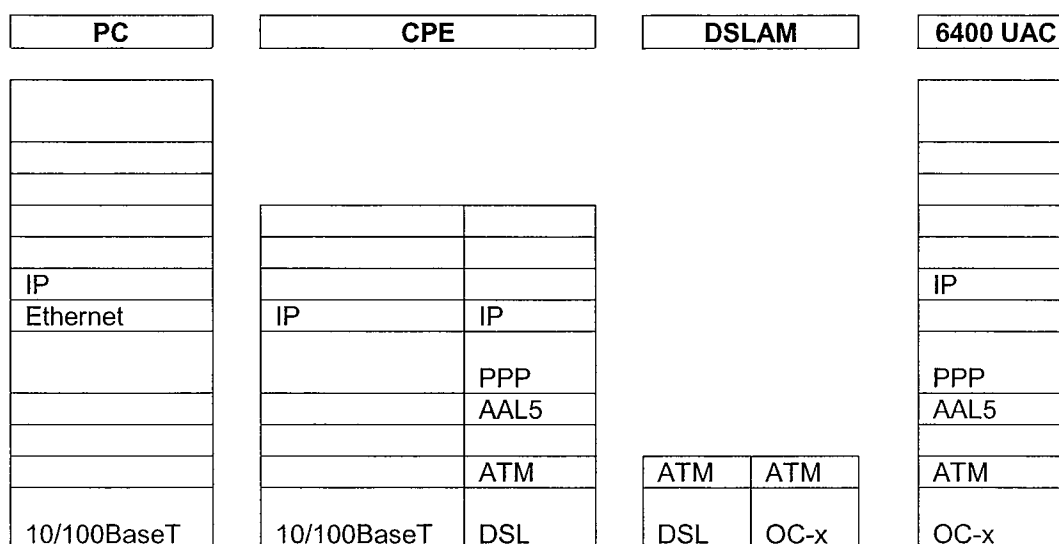 PC CPE DSLAM 6400 UAC
IP IP
Ethernet IP IP
PPP PPP
AAL5 AAL5
ATM ATM ATM ATM
10/100BaseT 10/100BaseT DSL DSL OC-x OC-x